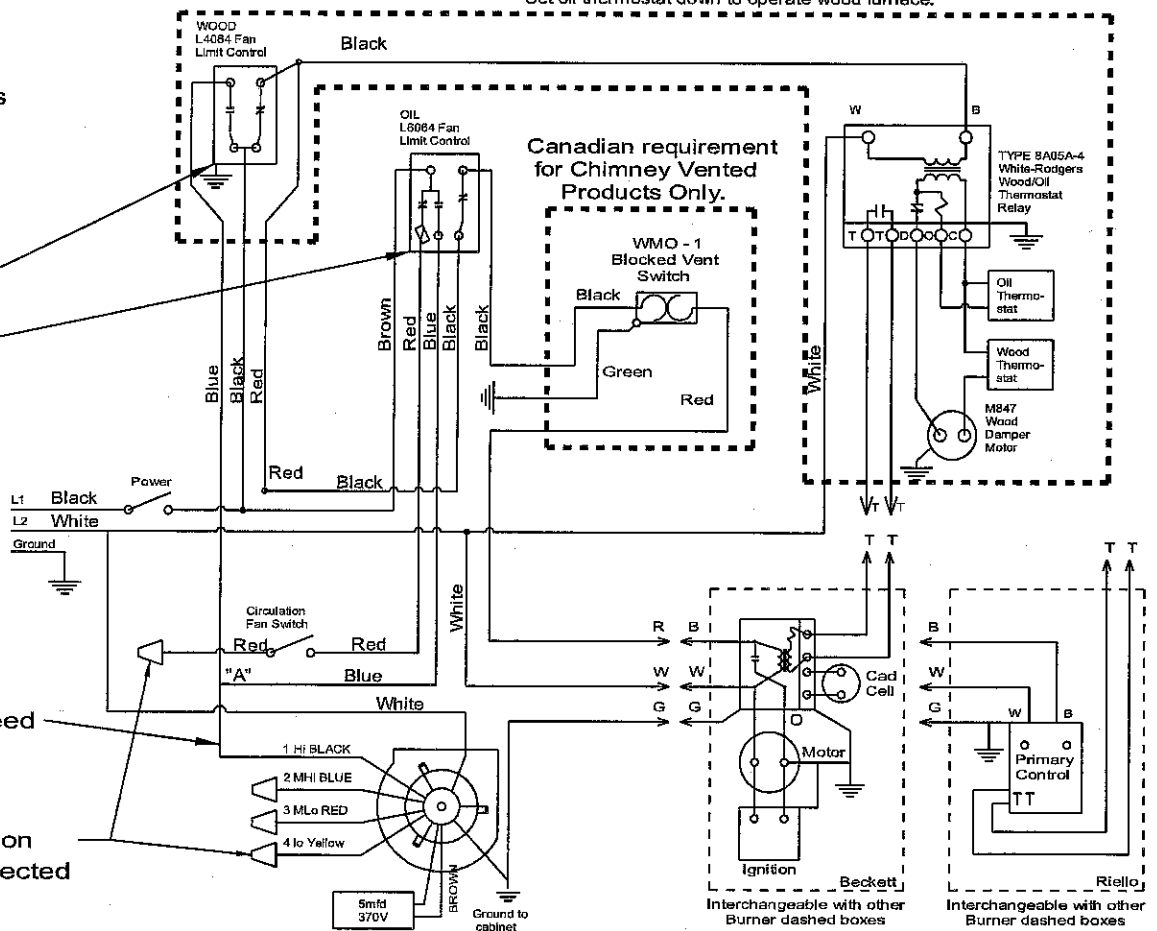 Set oil thermostat down to operate wood furnace.
WOOD
L4064 Fan
Limit Control
Black
s
OIL
L6064 Fan
Limit Control
Canadian requirement
for Chimney Vented
Products Only.
WMO - 1
Blocked Vent
Switch
Black
Green
Red
W
B
TYPE 8A05A-4
White-Rodgers
Wood/Oil
Thermostat
Relay
T
T
D
O
C
Oil
Thermo-
stat
Wood
Thermo-
stat
M847
Wood
Damper
Motor
Blue
Black
Red
Brown
Red
Blue
Black
Black
White
Red
Black
Power
L1
Black
L2
White
Ground
T
T
T
T
T
T
Circulation
Fan Switch
Red
Red
"A"
Blue
White
White
R
B
W
W
G
G
Cad
Cell
Motor
Ignition
Beckett
Interchangeable with other
Burner dashed boxes
B
W
G
W
B
Primary
Control
TT
Riello
Interchangeable with other
Burner dashed boxes
eed
1 Hi BLACK
2 MHI BLUE
3 MLo RED
4 lo Yellow
on
ected
5mfd
370V
BROWN
Ground to
cabinet